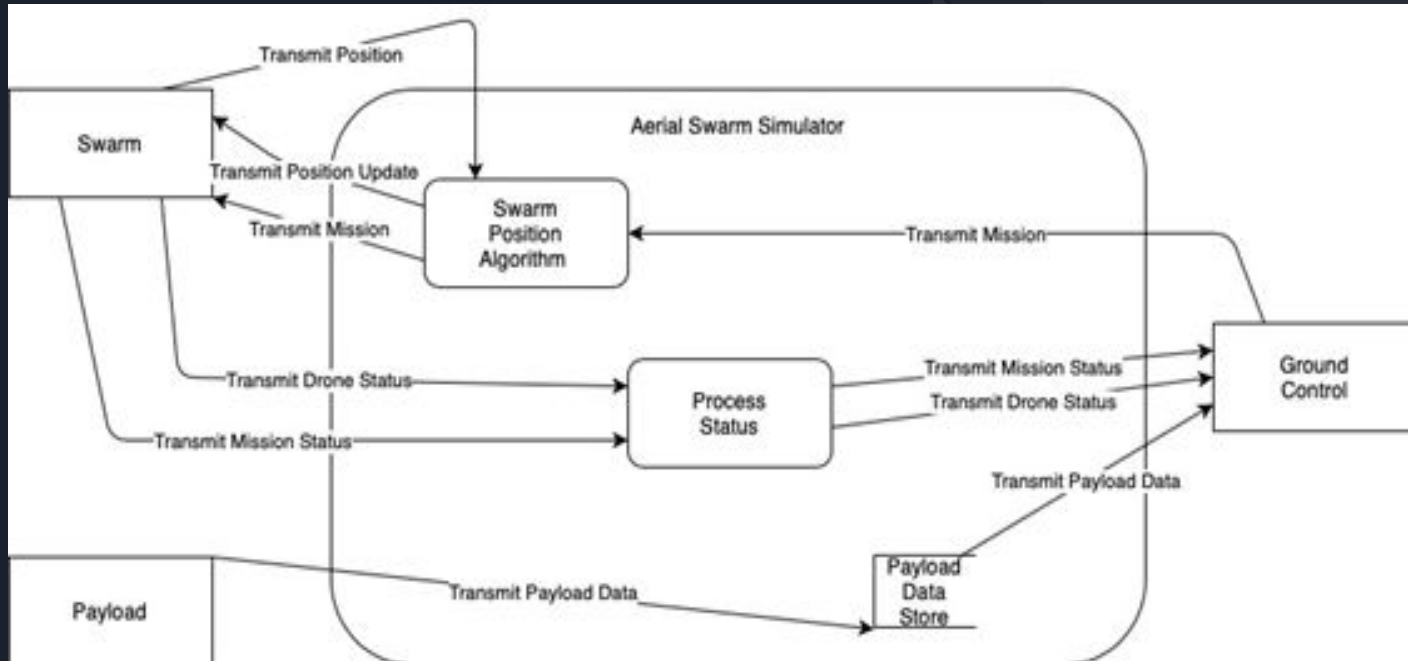 Transmit Position
Aerial Swarm Simulator
Swarm
Transmit Position Update
Swarm
Position
Algorithm
Transmit Mission
Transmit Mission
Transmit Mission Status
Ground
Control
Transmit Drone Status
Process
Status
Transmit Drone Status
Transmit Mission Status
Transmit Payload Data
Payload
Data
Store
Transmit Payload Data
Payload